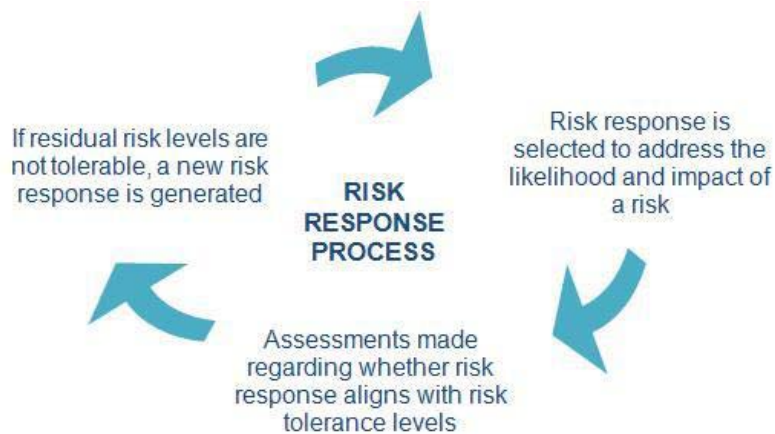 RISK
RESPONSE
PROCESS
Risk response is
selected to address the
likelihood and impact of
a risk
Assessments made
regarding whether risk
response aligns with risk
tolerance levels
If residual risk levels are
not tolerable, a new risk
response is generated